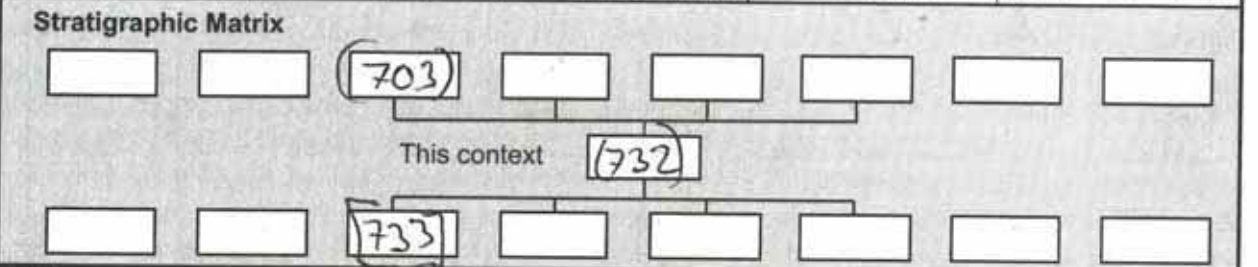 Stratigraphic Matrix
(703)
This context (732)
[733]